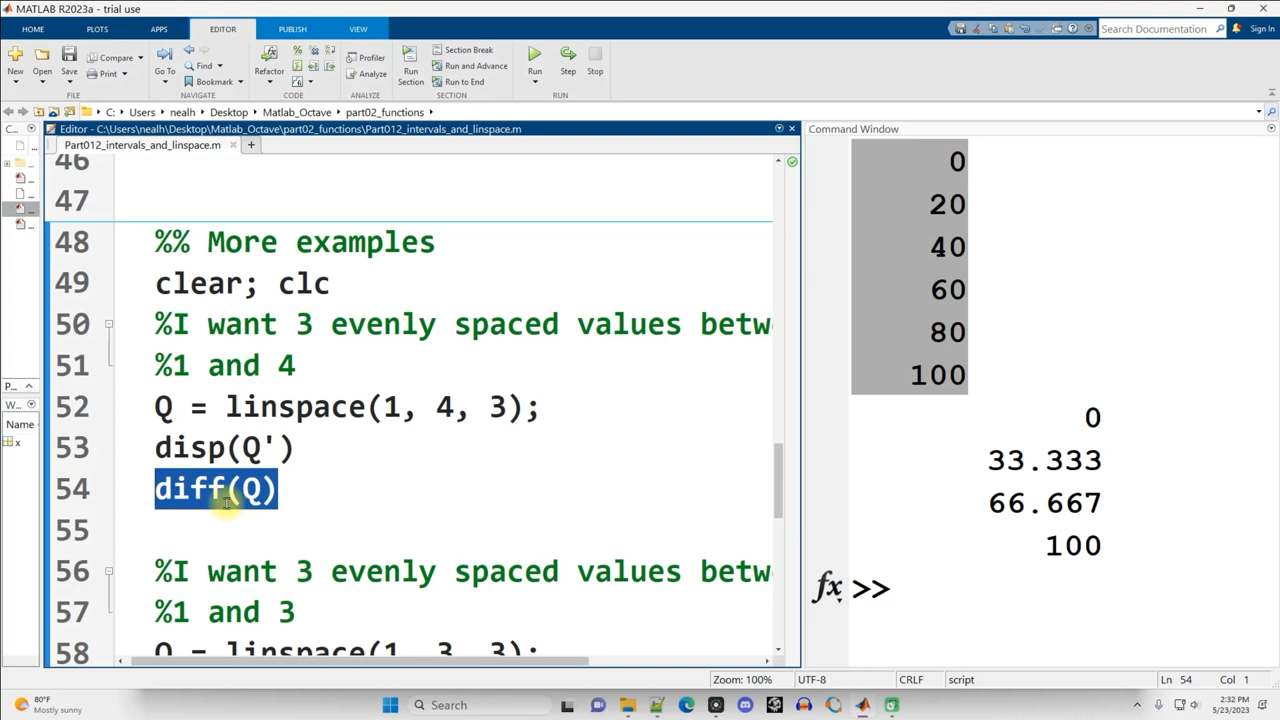 MATLAB R2023a - trial use
HOME PLOTS APPS EDITOR PUBLISH VIEW
Search Documentation
Sign In
New Open Save Compare Print
Go To Find Bookmark
Refactor
Profiler Analyze
Run Section
Section Break
Run and Advance
Run to End
Run Step Stop
FILE NAVIGATE CODE ANALYZE SECTION RUN
C: Users nealh Desktop Matlab_Octave part02_functions
C...
Editor - C:\Users\nealh\Desktop\Matlab_Octave\part02_functions\Part012_intervals_and_linspace.m
Part012_intervals_and_linspace.m
46
47
48 %% More examples
49 clear; clc
50 %I want 3 evenly spaced values betw
51 %1 and 4
52 Q = linspace(1, 4, 3);
53 disp(Q')
54 diff(Q)
55
56 %I want 3 evenly spaced values betw
57 %1 and 3
58 Q = linspace(1, 3, 3);
P...
W...
Name
x
Command Window
0
20
40
60
80
100
0
33.333
66.667
100
fx >>
Zoom: 100% UTF-8 CRLF script Ln 54 Col 1
80°F
Mostly sunny
Search
2:32 PM
5/23/2023